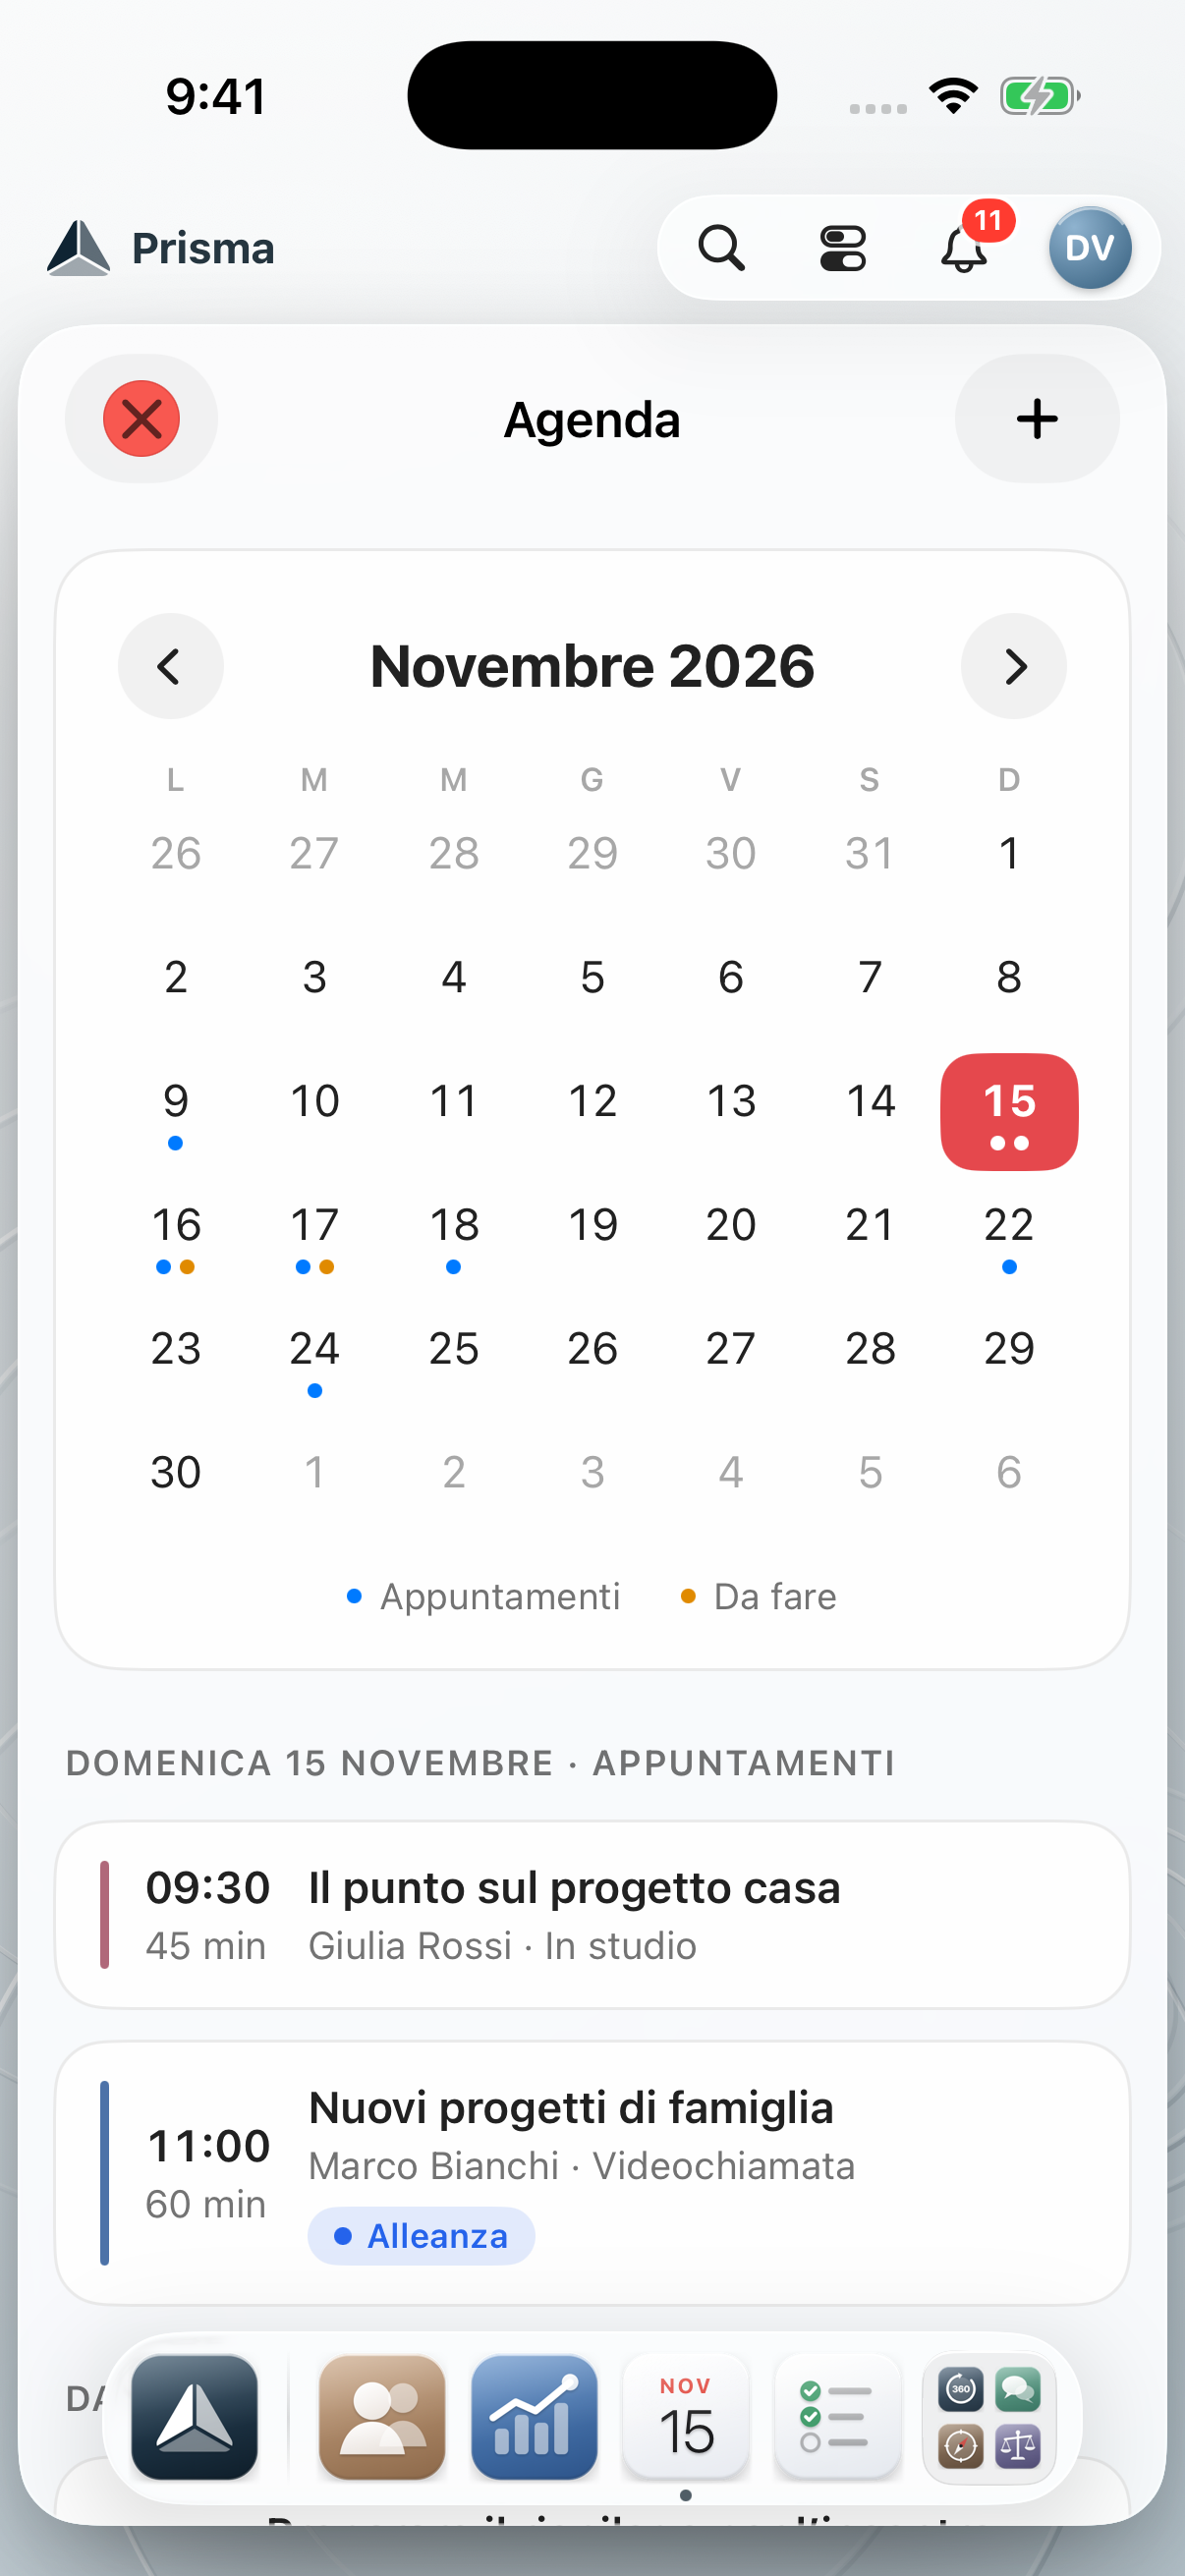 9:41
Prisma
11
DV
Agenda
Novembre 2026
L M M G V S D
26 27 28 29 30 31 1
2 3 4 5 6 7 8
9 10 11 12 13 14 15
16 17 18 19 20 21 22
23 24 25 26 27 28 29
30 1 2 3 4 5 6
Appuntamenti Da fare
DOMENICA 15 NOVEMBRE · APPUNTAMENTI
09:30 Il punto sul progetto casa
45 min Giulia Rossi · In studio
Nuovi progetti di famiglia
11:00 Marco Bianchi · Videochiamata
60 min
Alleanza
NOV
15
360